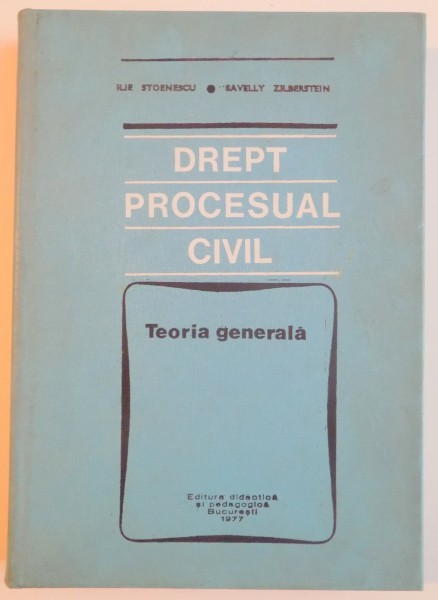 ILIE STOENESCU ● SAVELLY ZILBERSTEIN
DREPT
PROCESUAL
CIVIL
Teoria generală
Editura didactică
și pedagogică
București
1977